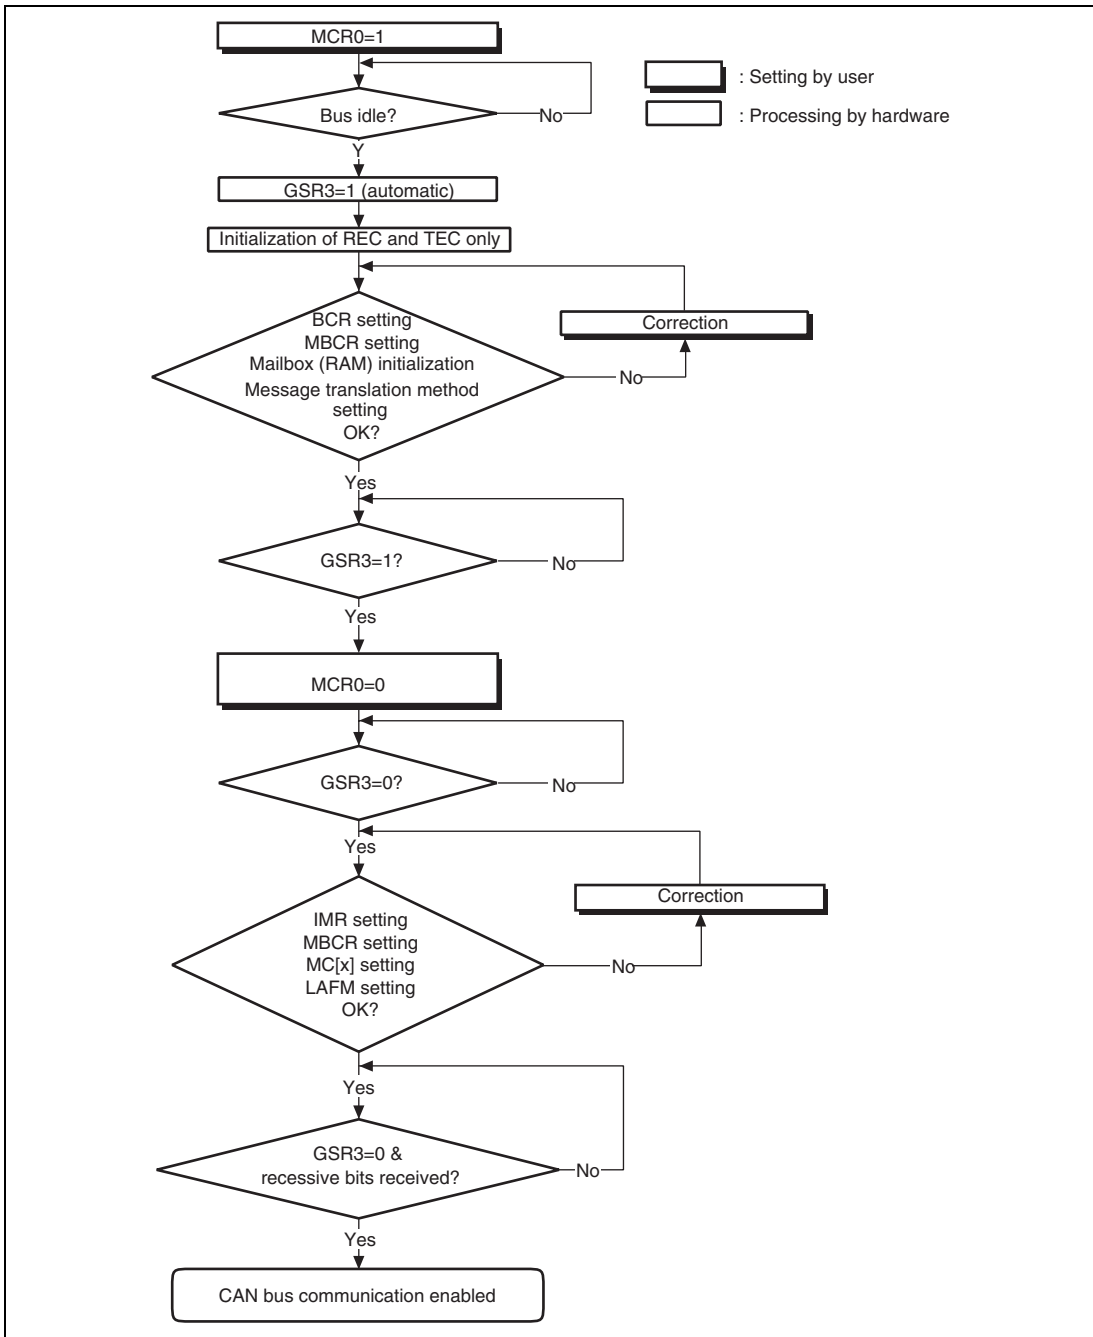 MCR0=1
: Setting by user
Bus idle?
No
: Processing by hardware
Y
GSR3=1 (automatic)
Initialization of REC and TEC only
BCR setting
MBCR setting
Mailbox (RAM) initialization
Message translation method
setting
OK?
No
Correction
Yes
GSR3=1?
No
Yes
MCR0=0
GSR3=0?
No
Yes
IMR setting
MBCR setting
MC[x] setting
LAFM setting
OK?
No
Correction
Yes
GSR3=0 &
recessive bits received?
No
Yes
CAN bus communication enabled